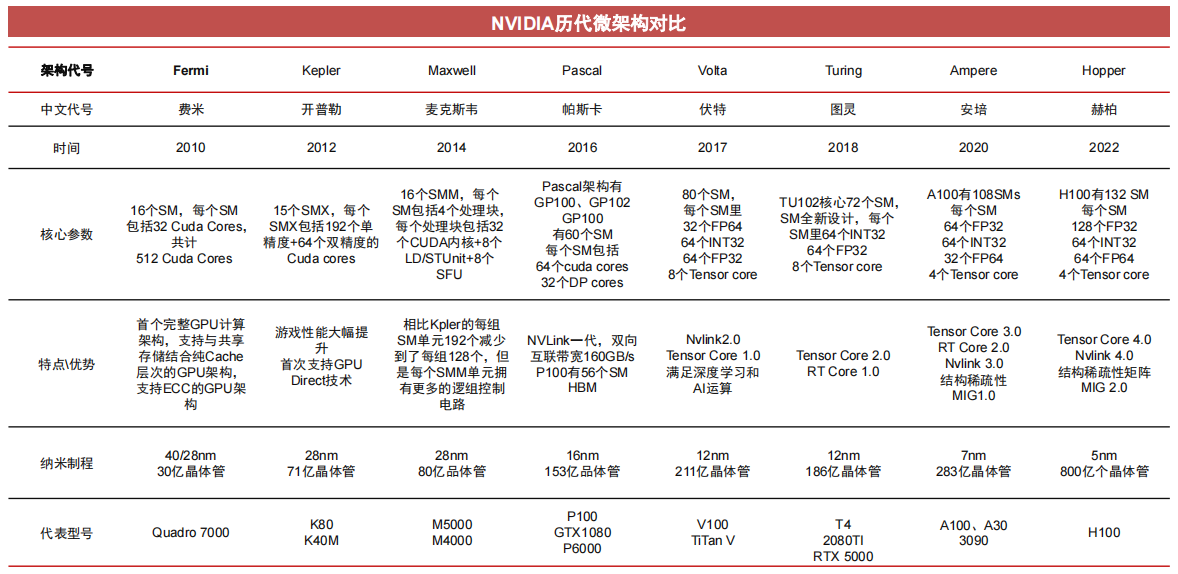 NVIDIA历代微架构对比
架构代号 Fermi Kepler Maxwell Pascal Volta Turing Ampere Hopper
中文代号 费米 开普勒 麦克斯韦 帕斯卡 伏特 图灵 安培 赫柏
时间 2010 2012 2014 2016 2017 2018 2020 2022
核心参数
16个SM，每个SM
包括32 Cuda Cores,
共计
512 Cuda Cores
15个SMX，每个
SMX包括192个单
精度+64个双精度的
Cuda cores
16个SMM，每个
SM包括4个处理块，
每个处理块包括32
个CUDA内核+8个
LD/STUnit+8个
SFU
Pascal架构有
GP100、GP102
GP100
有60个SM
每个SM包括
64个cuda cores
32个DP cores
80个SM，
每个SM里
32个FP64
64个INT32
64个FP32
8个Tensor core
TU102核心72个SM，
SM全新设计，每个
SM里64个INT32
64个FP32
8个Tensor core
A100有108SMs
每个SM
64个FP32
64个INT32
32个FP64
4个Tensor core
H100有132 SM
每个SM
128个FP32
64个INT32
64个FP64
4个Tensor core
特点\优势
首个完整GPU计算
架构，支持与共享
存储结合纯Cache
层次的GPU架构，
支持ECC的GPU架
构
游戏性能大幅提
升
首次支持GPU
Direct技术
相比Kpler的每组
SM单元192个减少
到了每组128个，但
是每个SMM单元拥
有更多的逻组控制
电路
NVLink一代，双向
互联带宽160GB/s
P100有56个SM
HBM
Nvlink2.0
Tensor Core 1.0
满足深度学习和
AI运算
Tensor Core 2.0
RT Core 1.0
Tensor Core 3.0
RT Core 2.0
Nvlink 3.0
结构稀疏性
MIG1.0
Tensor Core 4.0
Nvlink 4.0
结构稀疏性矩阵
MIG 2.0
纳米制程
40/28nm
30亿晶体管
28nm
71亿晶体管
28nm
80亿品体管
16nm
153亿品体管
12nm
211亿晶体管
12nm
186亿晶体管
7nm
283亿晶体管
5nm
800亿个晶体管
代表型号
Quadro 7000
K80
K40M
M5000
M4000
P100
GTX1080
P6000
V100
TiTan V
T4
2080TI
RTX 5000
A100、A30
3090
H100